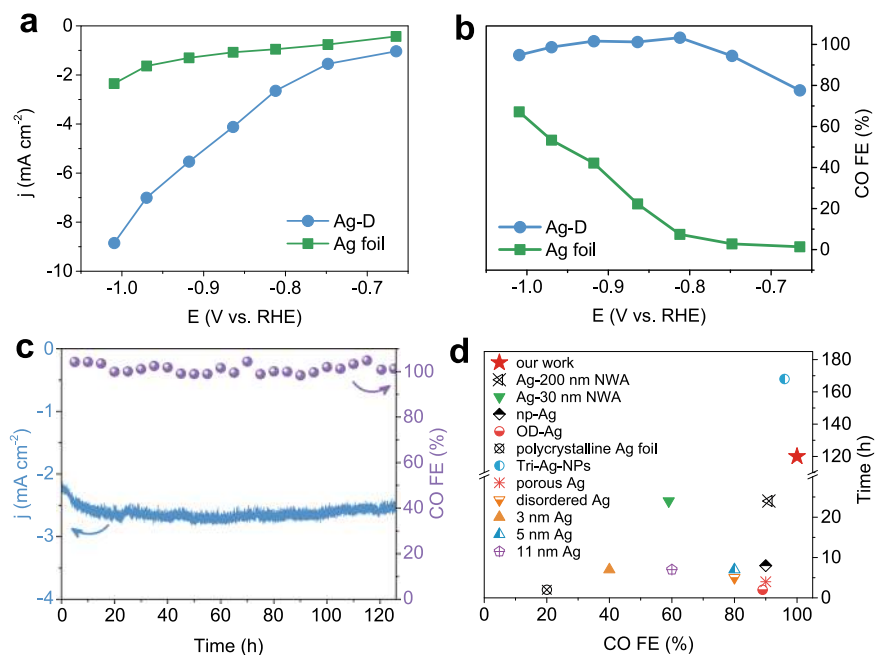 a
0
-2
-4
-6
-8
-10
j (mA cm⁻²)
Ag-D
Ag foil
-1.0
-0.9
-0.8
-0.7
E (V vs. RHE)
b
100
80
60
40
20
0
CO FE (%)
Ag-D
Ag foil
-1.0
-0.9
-0.8
-0.7
E (V vs. RHE)
c
0
-1
-2
-3
-4
j (mA cm⁻²)
100
80
60
40
20
0
CO FE (%)
0
20
40
60
80
100
120
Time (h)
d
our work
Ag-200 nm NWA
Ag-30 nm NWA
np-Ag
OD-Ag
polycrystalline Ag foil
Tri-Ag-NPs
porous Ag
disordered Ag
3 nm Ag
5 nm Ag
11 nm Ag
180
160
140
120
20
10
0
Time (h)
0
20
40
60
80
100
CO FE (%)